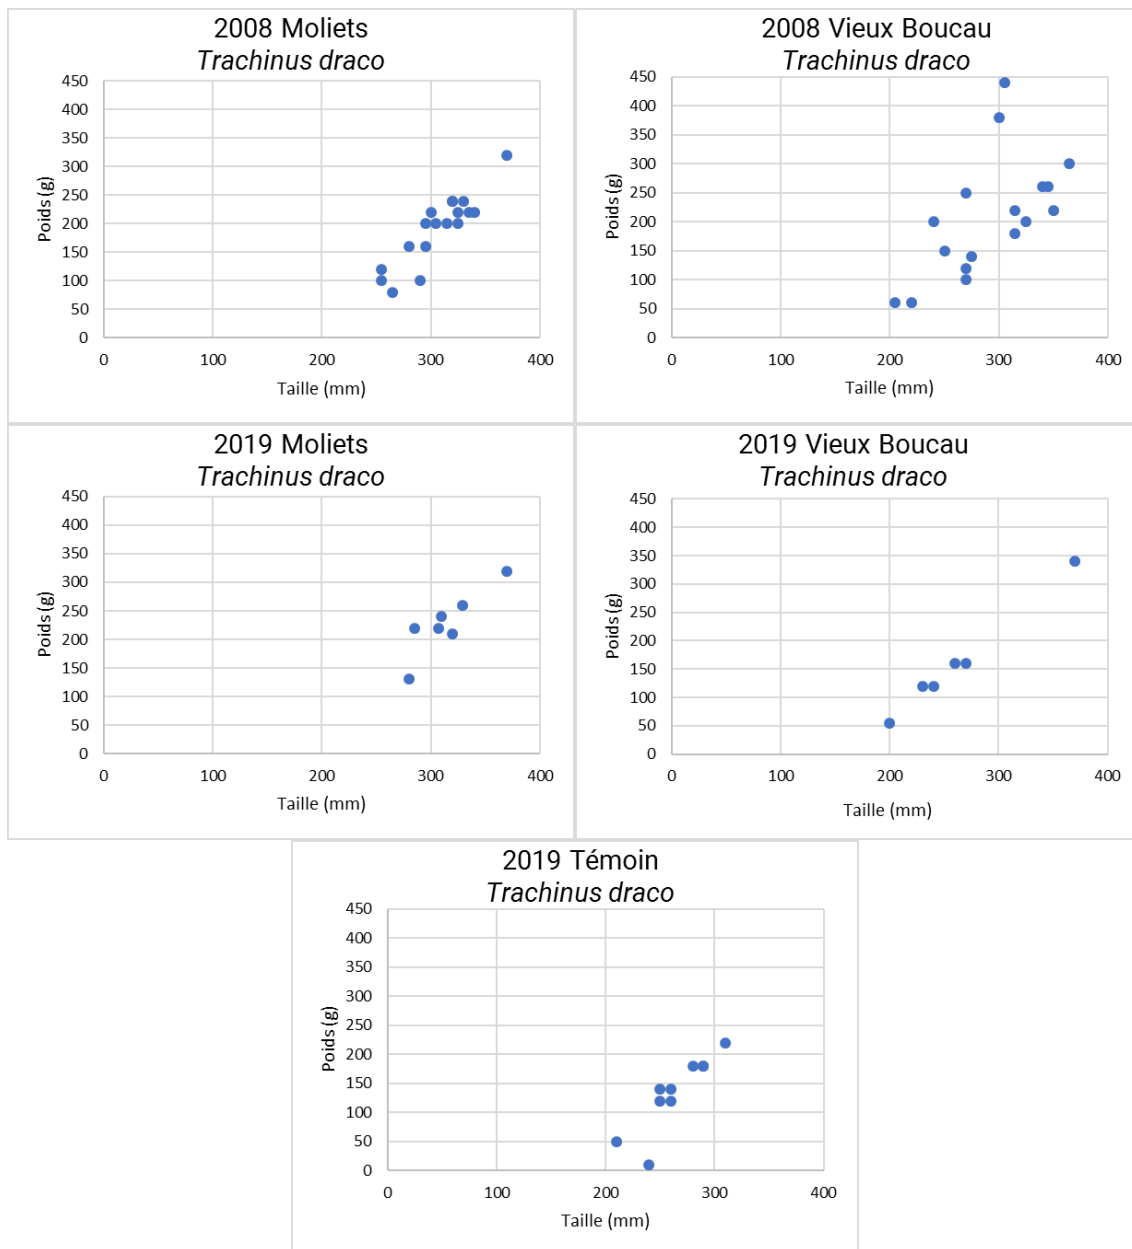 2008 Moliets
Trachinus draco
450
400
350
300
250
200
150
100
50
0
Poids (g)
0 100 200 300 400
Taille (mm)
2008 Vieux Boucau
Trachinus draco
450
400
350
300
250
200
150
100
50
0
Poids (g)
0 100 200 300 400
Taille (mm)
2019 Moliets
Trachinus draco
450
400
350
300
250
200
150
100
50
0
Poids (g)
0 100 200 300 400
Taille (mm)
2019 Vieux Boucau
Trachinus draco
450
400
350
300
250
200
150
100
50
0
Poids (g)
0 100 200 300 400
Taille (mm)
2019 Témoin
Trachinus draco
450
400
350
300
250
200
150
100
50
0
Poids (g)
0 100 200 300 400
Taille (mm)